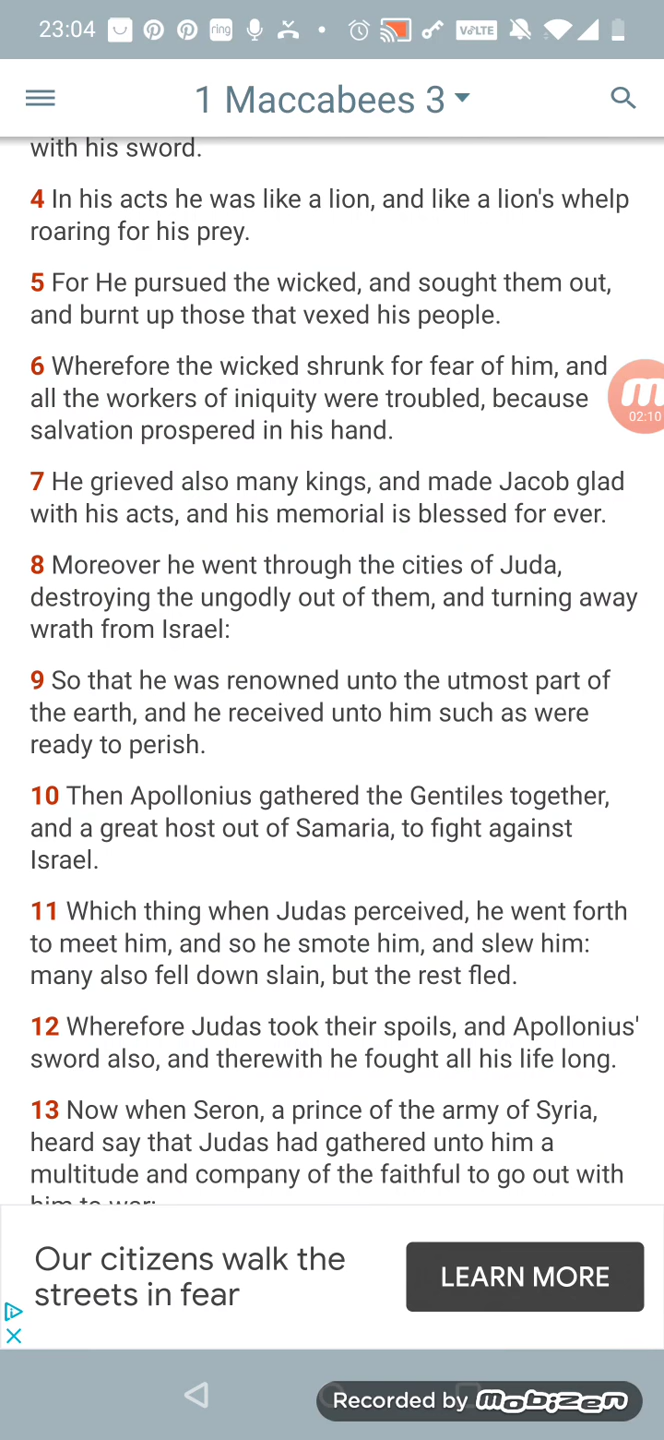 23:04
ring
VoLTE
1 Maccabees 3
with his sword.
4 In his acts he was like a lion, and like a lion's whelp
roaring for his prey.
5 For He pursued the wicked, and sought them out,
and burnt up those that vexed his people.
6 Wherefore the wicked shrunk for fear of him, and
all the workers of iniquity were troubled, because
salvation prospered in his hand.
02:10
7 He grieved also many kings, and made Jacob glad
with his acts, and his memorial is blessed for ever.
8 Moreover he went through the cities of Juda,
destroying the ungodly out of them, and turning away
wrath from Israel:
9 So that he was renowned unto the utmost part of
the earth, and he received unto him such as were
ready to perish.
10 Then Apollonius gathered the Gentiles together,
and a great host out of Samaria, to fight against
Israel.
11 Which thing when Judas perceived, he went forth
to meet him, and so he smote him, and slew him:
many also fell down slain, but the rest fled.
12 Wherefore Judas took their spoils, and Apollonius'
sword also, and therewith he fought all his life long.
13 Now when Seron, a prince of the army of Syria,
heard say that Judas had gathered unto him a
multitude and company of the faithful to go out with
him to war:
Our citizens walk the
streets in fear
LEARN MORE
Recorded by mobizen